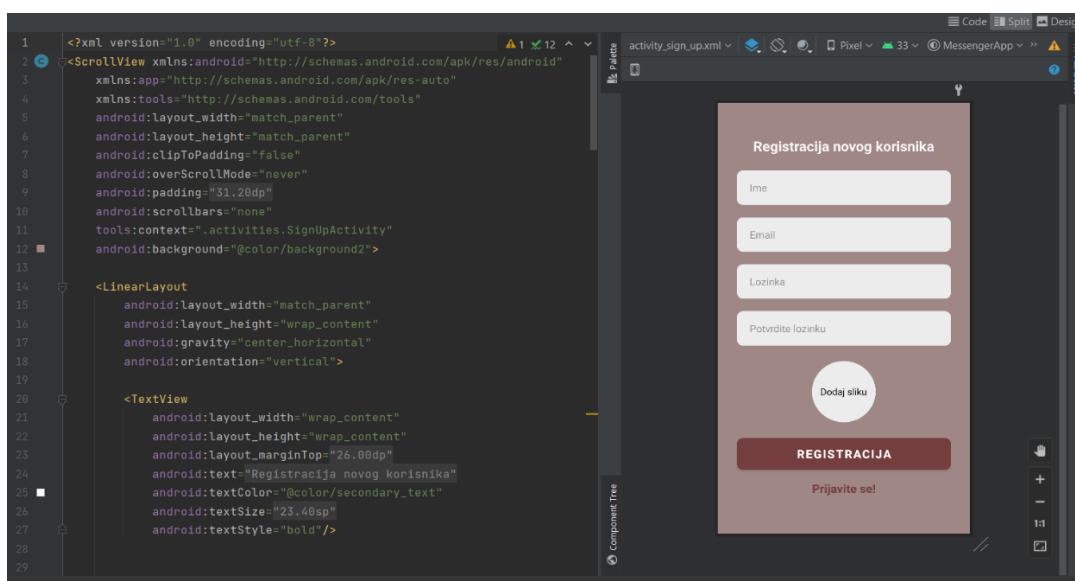 Code Split Desig
1 <?xml version="1.0" encoding="utf-8"?>
1 12
2 <ScrollView xmlns:android="http://schemas.android.com/apk/res/android"
3 xmlns:app="http://schemas.android.com/apk/res-auto"
4 xmlns:tools="http://schemas.android.com/tools"
5 android:layout_width="match_parent"
6 android:layout_height="match_parent"
7 android:clipToPadding="false"
8 android:overScrollMode="never"
9 android:padding="31.20dp"
10 android:scrollbars="none"
11 tools:context=".activities.SignUpActivity"
12 android:background="@color/background2">
13
14 <LinearLayout
15 android:layout_width="match_parent"
16 android:layout_height="wrap_content"
17 android:gravity="center_horizontal"
18 android:orientation="vertical">
19
20 <TextView
21 android:layout_width="wrap_content"
22 android:layout_height="wrap_content"
23 android:layout_marginTop="26.00dp"
24 android:text="Registracija novog korisnika"
25 android:textColor="@color/secondary_text"
26 android:textSize="23.40sp"
27 android:textStyle="bold"/>
28
29
Palette
Component Tree
activity_sign_up.xml Pixel 33 MessengerApp
Registracija novog korisnika
Ime
Email
Lozinka
Potvrdite lozinku
Dodaj sliku
REGISTRACIJA
Prijavite se!
+
−
1:1